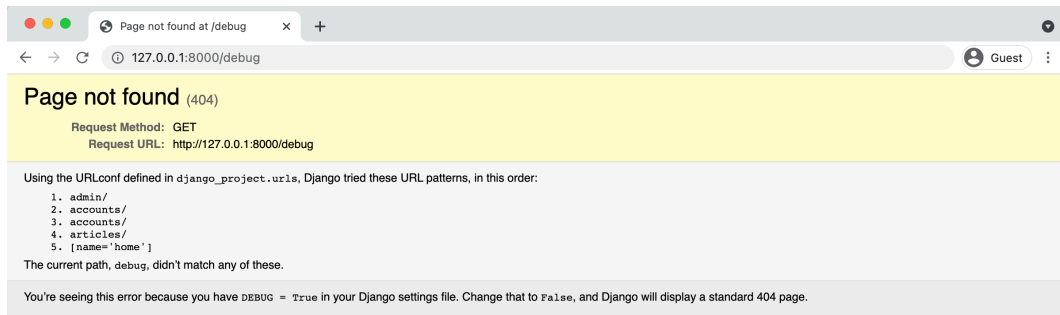 Page not found at /debug
127.0.0.1:8000/debug
Guest
Page not found (404)
Request Method: GET
Request URL: http://127.0.0.1:8000/debug
Using the URLconf defined in django_project.urls, Django tried these URL patterns, in this order:
1. admin/
2. accounts/
3. accounts/
4. articles/
5. [name='home']
The current path, debug, didn’t match any of these.
You’re seeing this error because you have DEBUG = True in your Django settings file. Change that to False, and Django will display a standard 404 page.